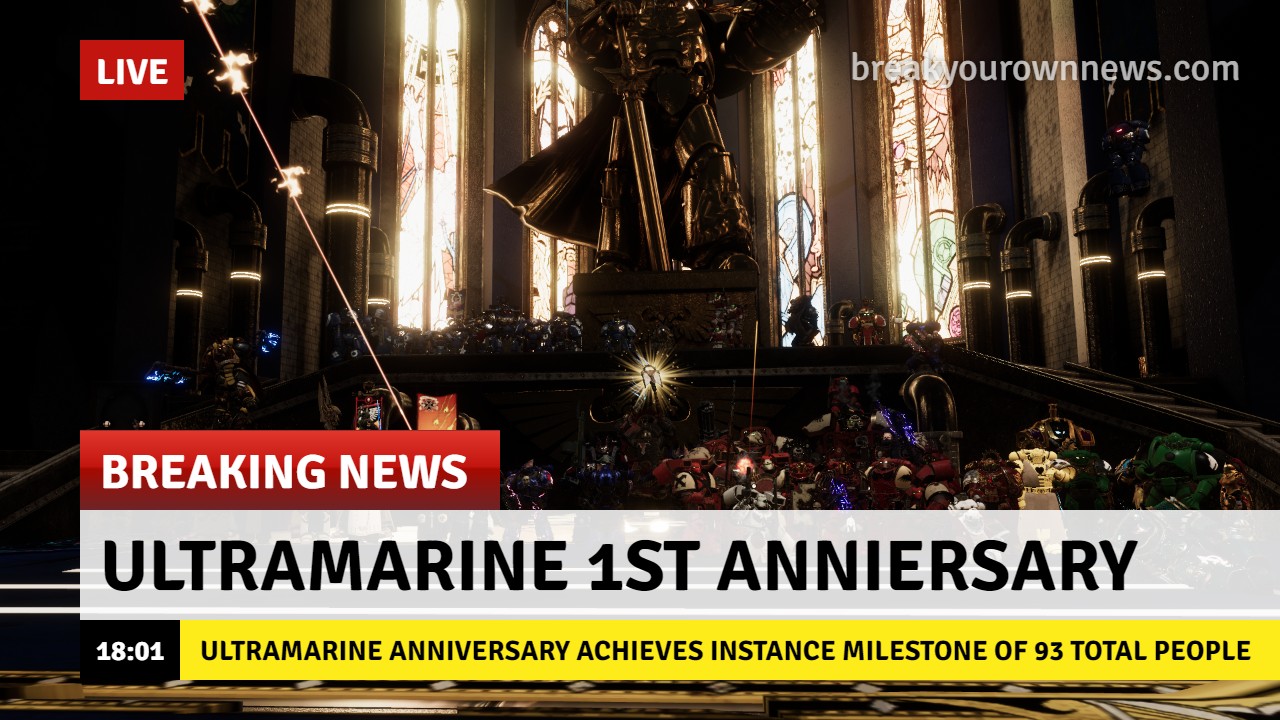 LIVE
breakyourownnews.com
BREAKING NEWS
ULTRAMARINE 1ST ANNIERSARY
18:01 ULTRAMARINE ANNIVERSARY ACHIEVES INSTANCE MILESTONE OF 93 TOTAL PEOPLE